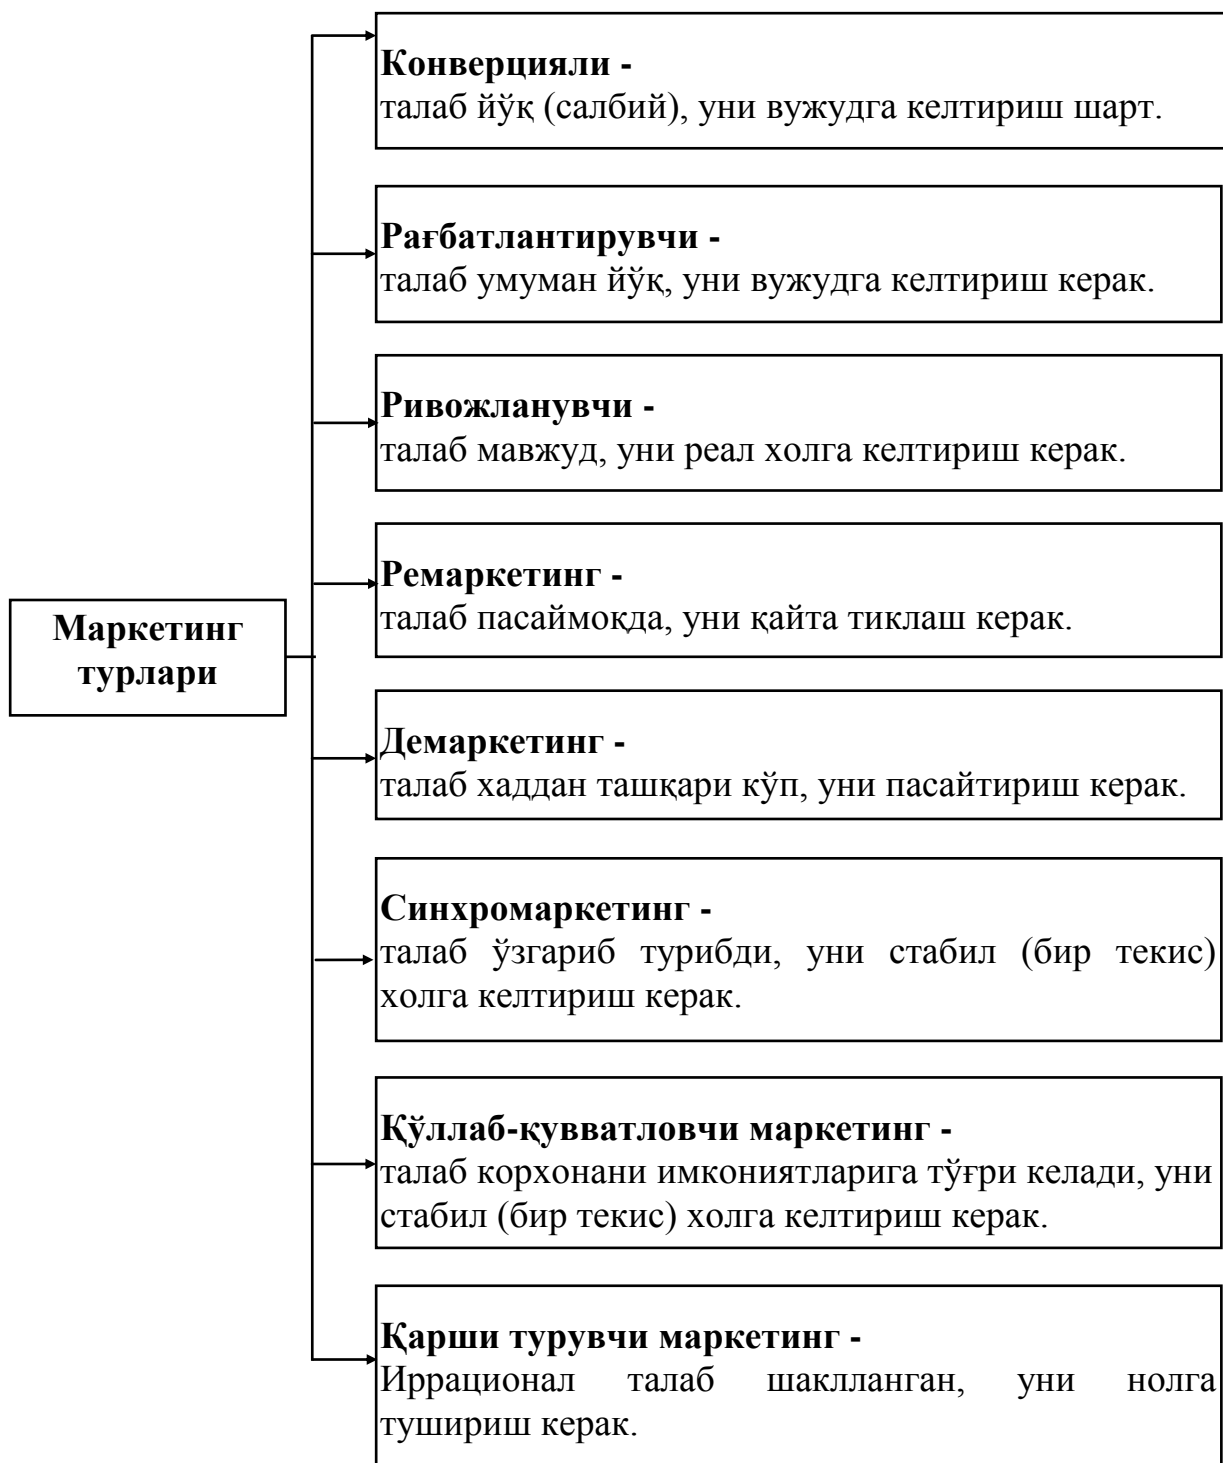 Конверцияли -
талаб йўқ (салбий), уни вужудга келтириш шарт.
Рағбатлантирувчи -
талаб умуман йўқ, уни вужудга келтириш керак.
Ривожланувчи -
талаб мавжуд, уни реал холга келтириш керак.
Ремаркетинг -
талаб пасаймоқда, уни қайта тиклаш керак.
Маркетинг
турлари
Демаркетинг -
талаб хаддан ташқари кўп, уни пасайтириш керак.
Синхромаркетинг -
талаб ўзгариб турибди, уни стабил (бир текис)
холга келтириш керак.
Қўллаб-қувватловчи маркетинг -
талаб корхонани имкониятларига тўғри келади, уни
стабил (бир текис) холга келтириш керак.
Қарши турувчи маркетинг -
Иррационал талаб шаклланган, уни нолга
тушириш керак.